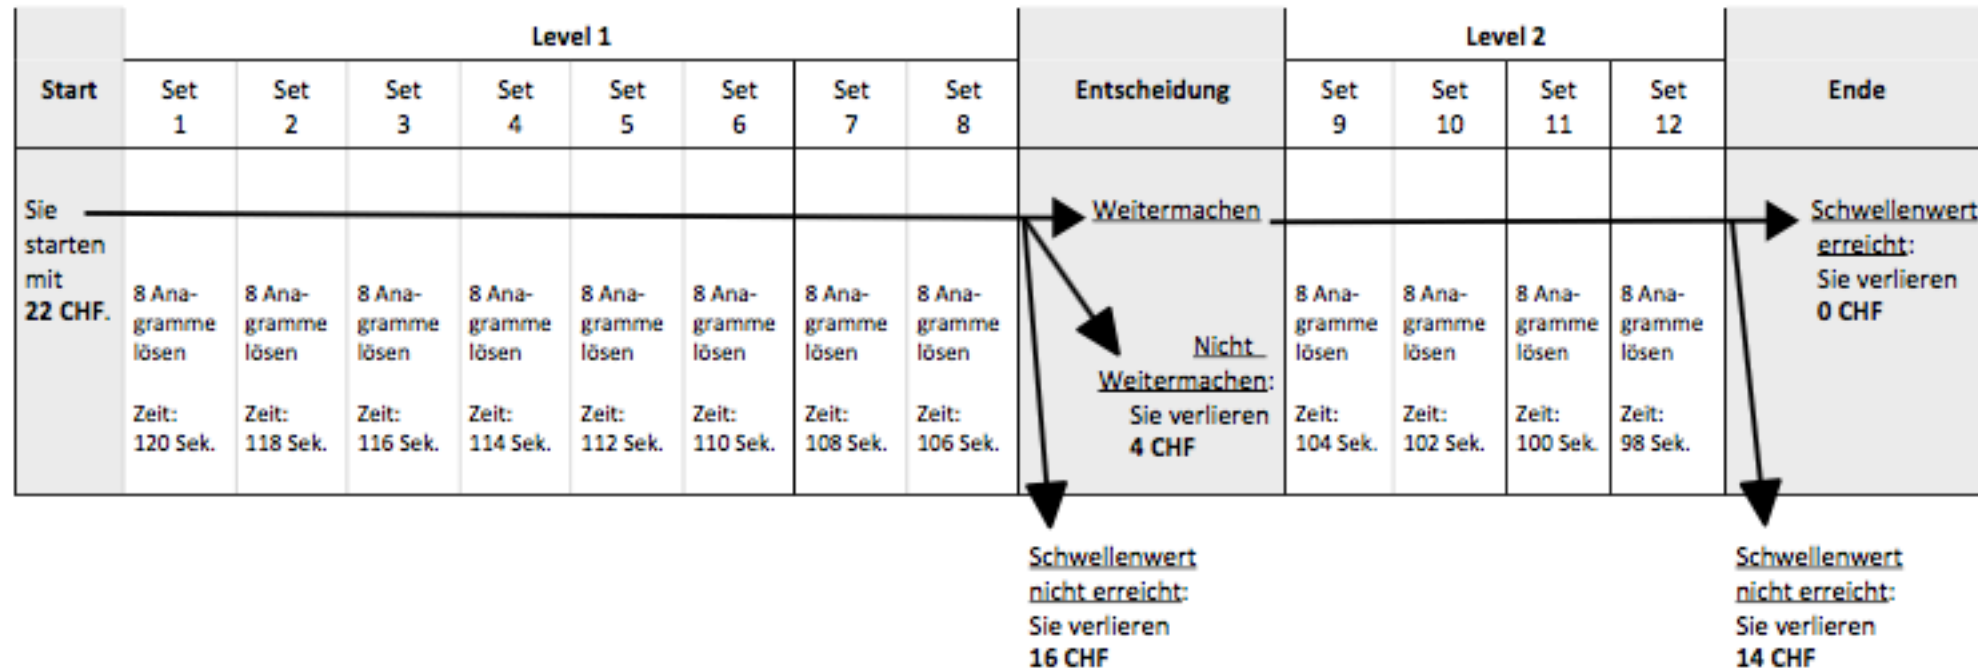 Level 1
Level 2
Start
Set
1
Set
2
Set
3
Set
4
Set
5
Set
6
Set
7
Set
8
Entscheidung
Set
9
Set
10
Set
11
Set
12
Ende
Sie
starten
mit
22 CHF.
8 Ana-
gramme
lösen
Zeit:
120 Sek.
8 Ana-
gramme
lösen
Zeit:
118 Sek.
8 Ana-
gramme
lösen
Zeit:
116 Sek.
8 Ana-
gramme
lösen
Zeit:
114 Sek.
8 Ana-
gramme
lösen
Zeit:
112 Sek.
8 Ana-
gramme
lösen
Zeit:
110 Sek.
8 Ana-
gramme
lösen
Zeit:
108 Sek.
8 Ana-
gramme
lösen
Zeit:
106 Sek.
Weitermachen
Nicht
Weitermachen:
Sie verlieren
4 CHF
Schwellenwert
nicht erreicht:
Sie verlieren
16 CHF
8 Ana-
gramme
lösen
Zeit:
104 Sek.
8 Ana-
gramme
lösen
Zeit:
102 Sek.
8 Ana-
gramme
lösen
Zeit:
100 Sek.
8 Ana-
gramme
lösen
Zeit:
98 Sek.
Schwellenwert
erreicht:
Sie verlieren
0 CHF
Schwellenwert
nicht erreicht:
Sie verlieren
14 CHF